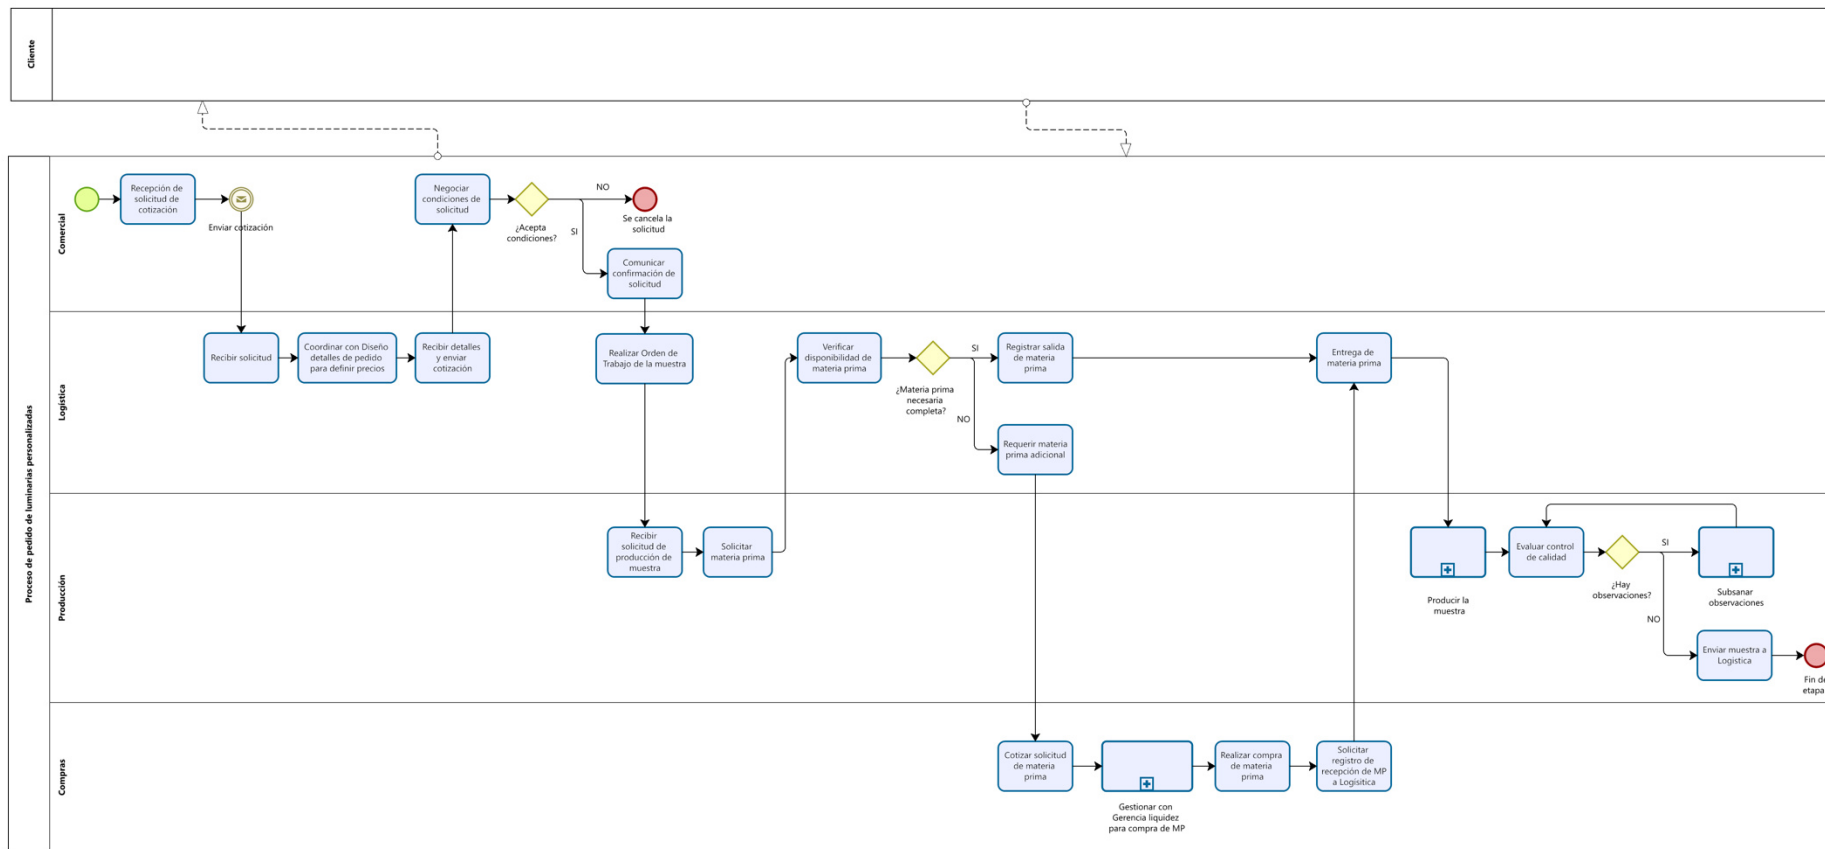 Cliente
Proceso de pedido de luminarias personalizadas
Comercial
Recepción de
solicitud de
cotización
Enviar cotización
Negociar
condiciones de
solicitud
¿Acepta
condiciones?
NO
SI
Se cancela la
solicitud
Comunicar
confirmación de
solicitud
Logística
Recibir solicitud
Coordinar con Diseño
detalles de pedido
para definir precios
Recibir detalles
y enviar
cotización
Realizar Orden de
Trabajo de la muestra
Verificar
disponibilidad de
materia prima
¿Materia prima
necesaria
completa?
SI
NO
Registrar salida
de materia
prima
Requerir materia
prima adicional
Entrega de
materia prima
Producción
Recibir
solicitud de
producción de
muestra
Solicitar
materia prima
Producir la
muestra
Evaluar control
de calidad
¿Hay
observaciones?
SI
NO
Subsanar
observaciones
Enviar muestra a
Logistica
Fin de
etapa
Compras
Cotizar solicitud
de materia
prima
Gestionar con
Gerencia liquidez
para compra de MP
Realizar compra
de materia
prima
Solicitar
registro de
recepción de MP
a Logísitica